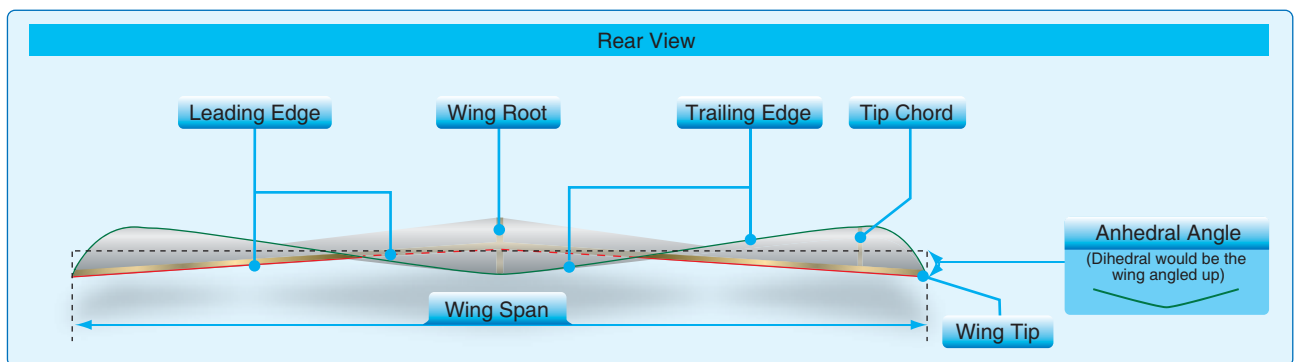 Rear View
Leading Edge
Wing Root
Trailing Edge
Tip Chord
Anhedral Angle
(Dihedral would be the
wing angled up)
Wing Span
Wing Tip